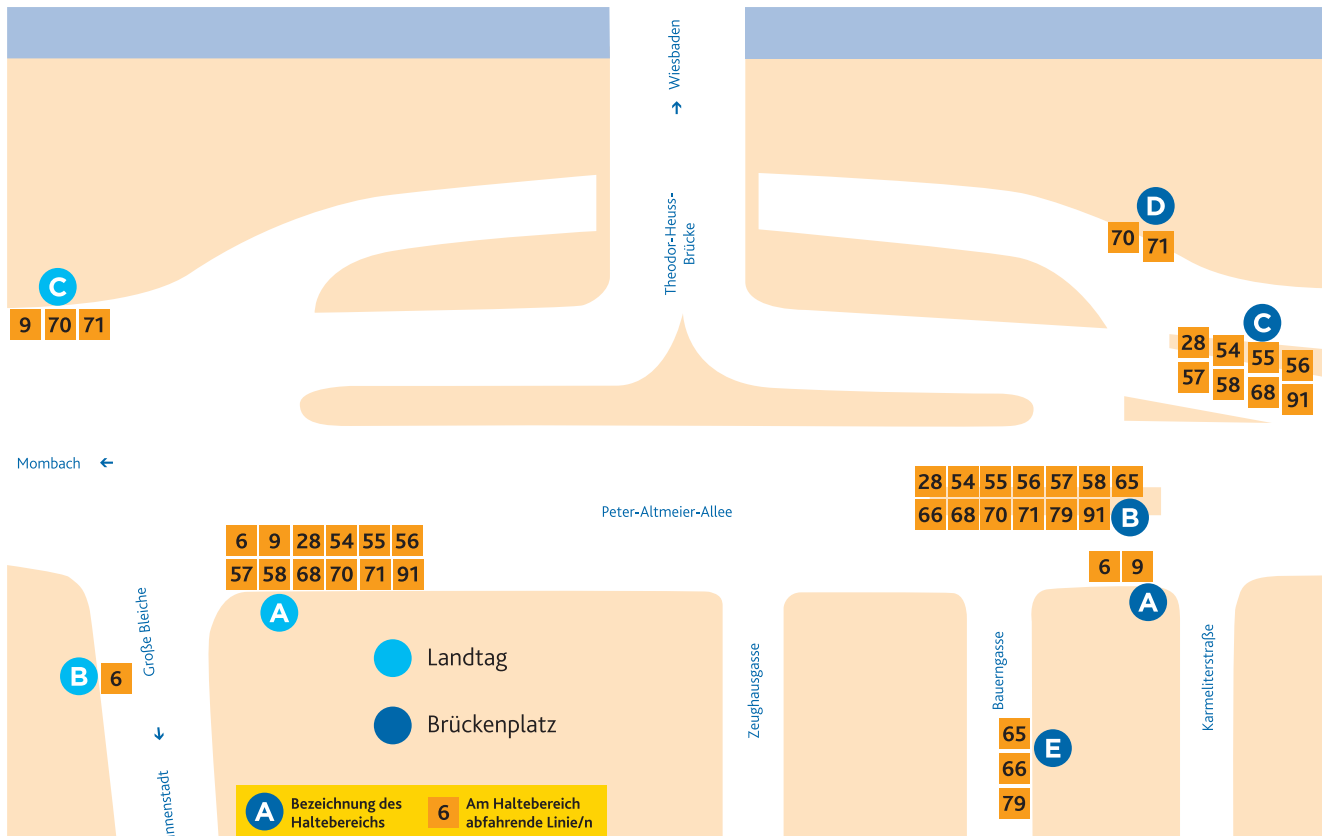 Wiesbaden
→
Theodor-Heuss-
Brücke
D
70 71
C
9 70 71
C
28 54 55 56
57 58 68 91
Mombach ←
Peter-Altmeier-Allee
28 54 55 56 57 58 65
66 68 70 71 79 91
B
6 9
A
6 9 28 54 55 56
57 58 68 70 71 91
A
Große Bleiche
B
6
→
Landtag
Brückenplatz
Zeughausgasse
Bauerngasse
Karmeliterstraße
65
66
79
E
nnenstadt
A
Bezeichnung des
Haltebereichs
6
Am Haltebereich
abfahrende Linie/n